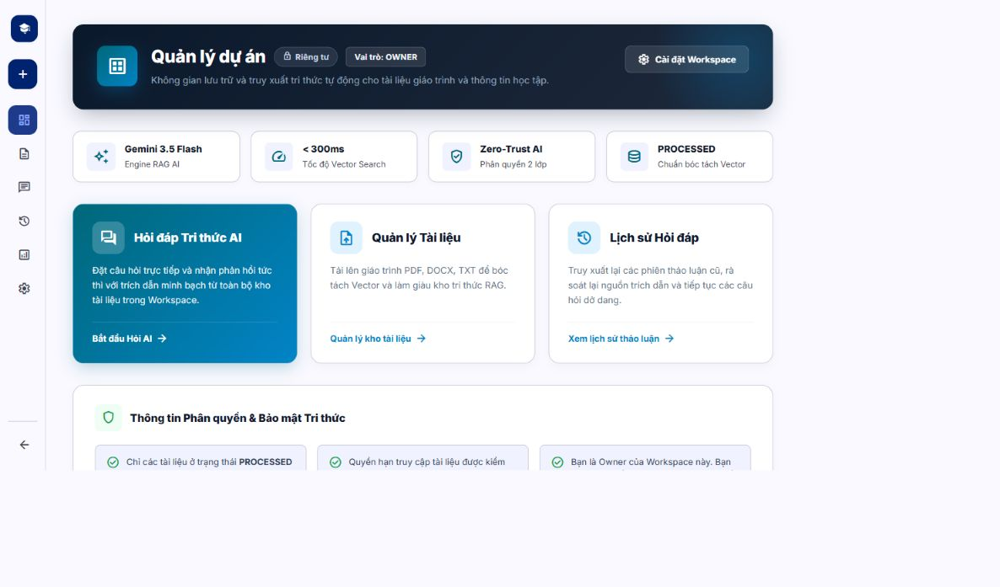 Quản lý dự án
Riêng tư
Vai trò: OWNER
Không gian lưu trữ và truy xuất tri thức tự động cho tài liệu giáo trình và thông tin học tập.
Cài đặt Workspace
Gemini 3.5 Flash
Engine RAG AI
< 300ms
Tốc độ Vector Search
Zero-Trust AI
Phân quyền 2 lớp
PROCESSED
Chuẩn bóc tách Vector
Hỏi đáp Tri thức AI
Đặt câu hỏi trực tiếp và nhận phản hồi tức
thì với trích dẫn minh bạch từ toàn bộ kho
tài liệu trong Workspace.
Bắt đầu Hỏi AI
Quản lý Tài liệu
Tải lên giáo trình PDF, DOCX, TXT để bóc
tách Vector và làm giàu kho tri thức RAG.
Quản lý kho tài liệu
Lịch sử Hỏi đáp
Truy xuất lại các phiên thảo luận cũ, rà
soát lại nguồn trích dẫn và tiếp tục các câu
hỏi dở dang.
Xem lịch sử thảo luận
Thông tin Phân quyền & Bảo mật Tri thức
Chỉ các tài liệu ở trạng thái PROCESSED
Quyền hạn truy cập tài liệu được kiểm
Bạn là Owner của Workspace này. Bạn